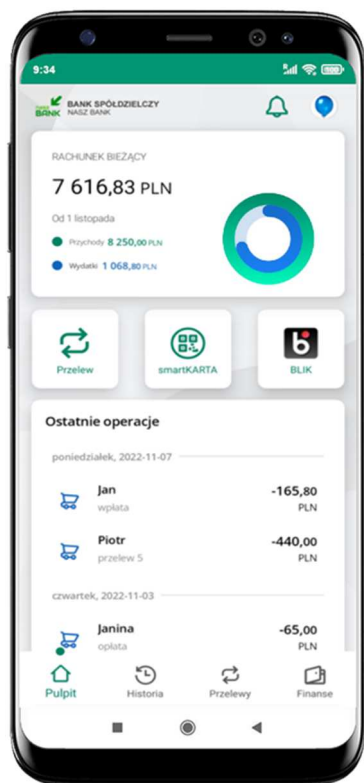 9:34
NASZ
BANK
BANK SPÓŁDZIELCZY
NASZ BANK
RACHUNEK BIEŻĄCY
7 616,83 PLN
Od 1 listopada
Przychody 8 250,00 PLN
Wydatki 1 068,80 PLN
Przelew
smartKARTA
b
BLIK
Ostatnie operacje
poniedziałek, 2022-11-07
Jan -165,80
wpłata PLN
Piotr -440,00
przelew 5 PLN
czwartek, 2022-11-03
Janina -65,00
opłata PLN
Pulpit Historia Przelewy Finanse